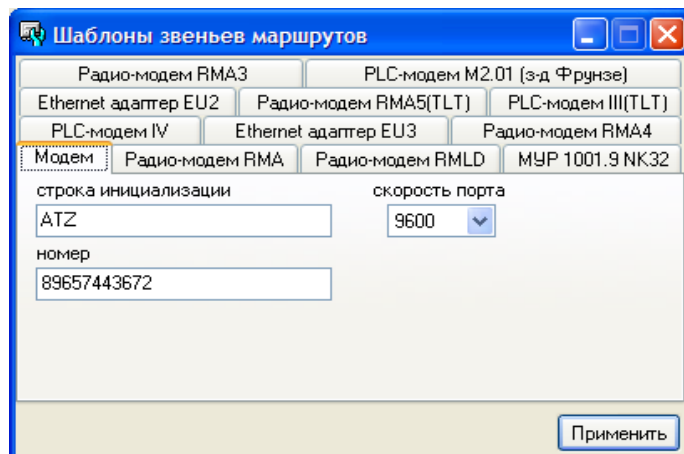 Шаблоны звеньев маршрутов
Радио-модем RMA3 PLC-модем М2.01 (з-д Фрунзе)
Ethernet адаптер EU2 Радио-модем RMA5(TLT) PLC-модем III(TLT)
PLC-модем IV Ethernet адаптер EU3 Радио-модем RMA4
Модем Радио-модем RMA Радио-модем RMLD МУР 1001.9 NK32
строка инициализации скорость порта
ATZ 9600
номер
89657443672
Применить